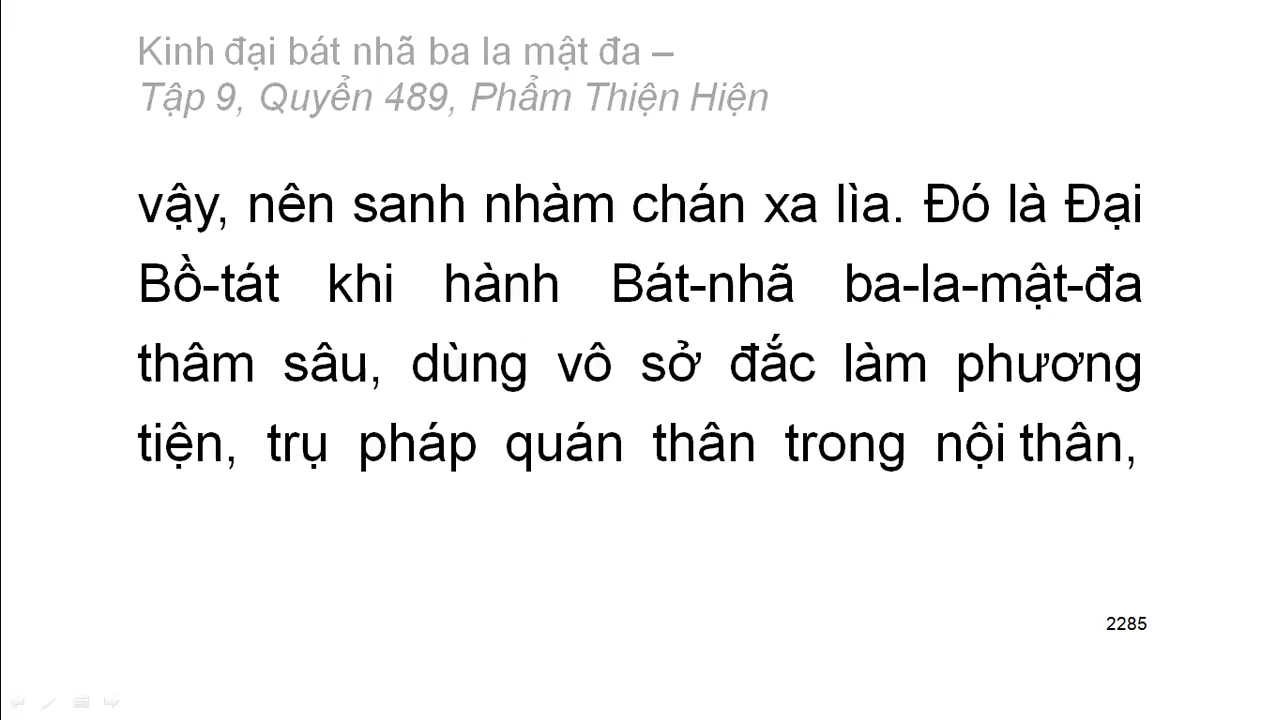 Kinh đại bát nhã ba la mật đa –
Tập 9, Quyển 489, Phẩm Thiện Hiện
vậy, nên sanh nhàm chán xa lìa. Đó là Đại
Bồ-tát khi hành Bát-nhã ba-la-mật-đa
thâm sâu, dùng vô sở đắc làm phương
tiện, trụ pháp quán thân trong nội thân,
2285